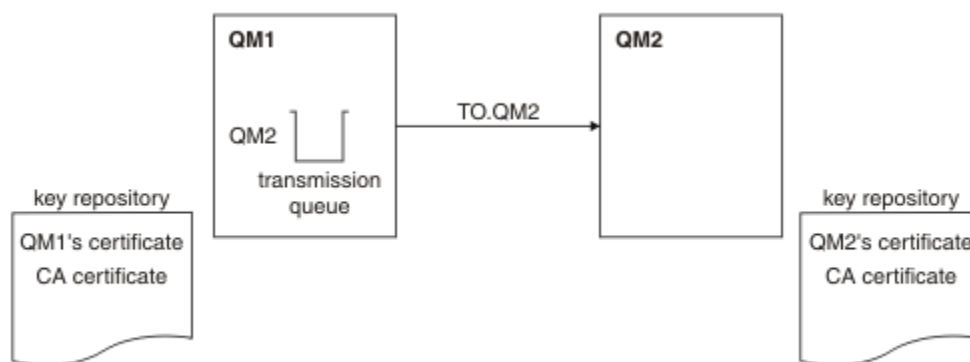 QM1
QM2
TO.QM2
QM2
transmission
queue
key repository
QM1's certificate
CA certificate
key repository
QM2's certificate
CA certificate